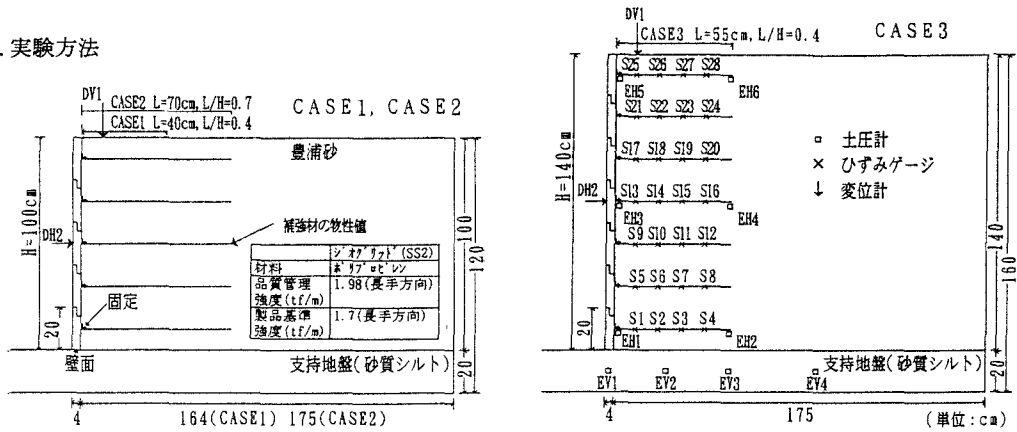 .実験方法
DV1
CASE2 L=70cm, L/H=0.7
CASE1 L=40cm, L/H=0.4
CASE1, CASE2
豊浦砂
H=100cm
DH2
補強材の物性値
ジオグリッド(SS2)
材料
ポリプロピレン
品質管理
強度(tf/m)
1.98(長手方向)
製品基準
強度(tf/m)
1.7(長手方向)
固定
20
100
120
壁面
支持地盤(砂質シルト)
20
4
164(CASE1) 175(CASE2)
DV1
CASE3 L=55cm, L/H=0.4
CASE3
S25 S26 S27 S28
EH5
EH6
S21 S22 S23 S24
S17 S18 S19 S20
□ 土圧計
× ひずみゲージ
↓ 変位計
H=140cm
S13 S14 S15 S16
DH2
EH3
EH4
S9 S10 S11 S12
S5 S6 S7 S8
20
S1 S2 S3 S4
EH1
EH2
140
160
支持地盤(砂質シルト)
20
EV1
EV2
EV3
EV4
4
175
(単位:cm)